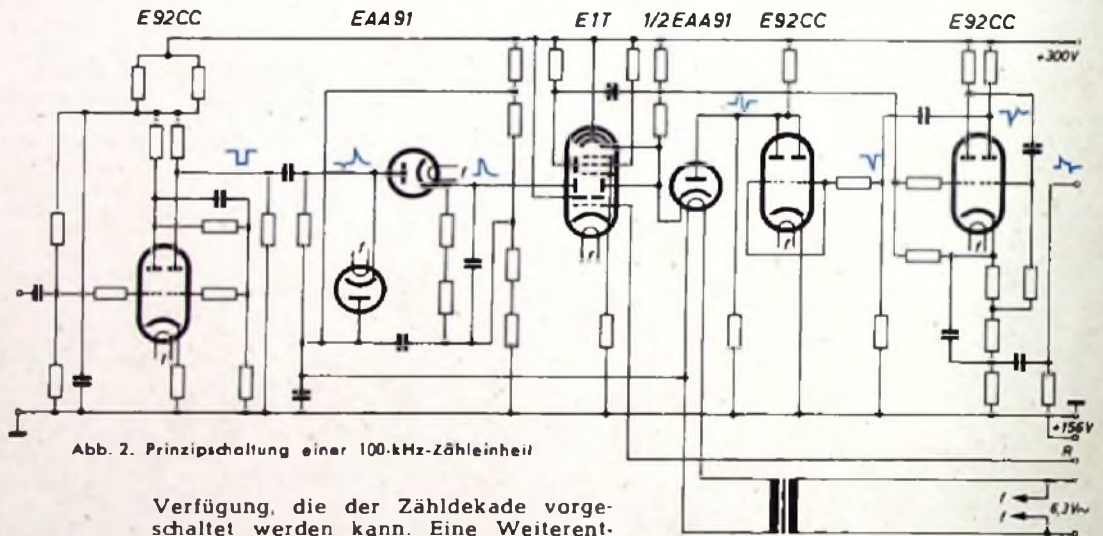 E92CC EAA91 E1T 1/2EAA91 E92CC E92CC
+300V
f
f
f
f
f
f
f
+156V
R
f
f
6,3V~
Abb. 2. Prinzipschaltung einer 100-kHz-Zähleinheit
Verfügung, die der Zähldekade vorge-
schaltet werden kann. Eine Weiterent-